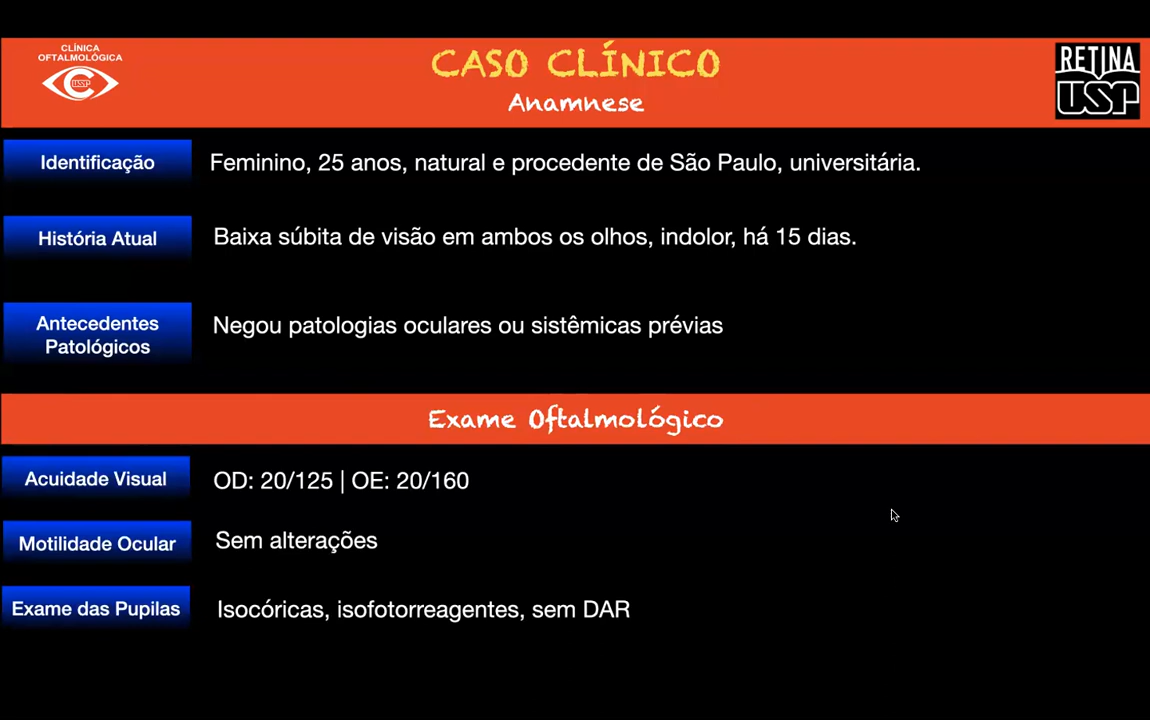 CLÍNICA
OFTALMOLÓGICA
USP
CASO CLÍNICO
Anamnese
RETINA
USP
Identificação
Feminino, 25 anos, natural e procedente de São Paulo, universitária.
História Atual
Baixa súbita de visão em ambos os olhos, indolor, há 15 dias.
Antecedentes
Patológicos
Negou patologias oculares ou sistêmicas prévias
Exame Oftalmológico
Acuidade Visual
OD: 20/125 | OE: 20/160
Motilidade Ocular
Sem alterações
Exame das Pupilas
Isocóricas, isofotorreagentes, sem DAR